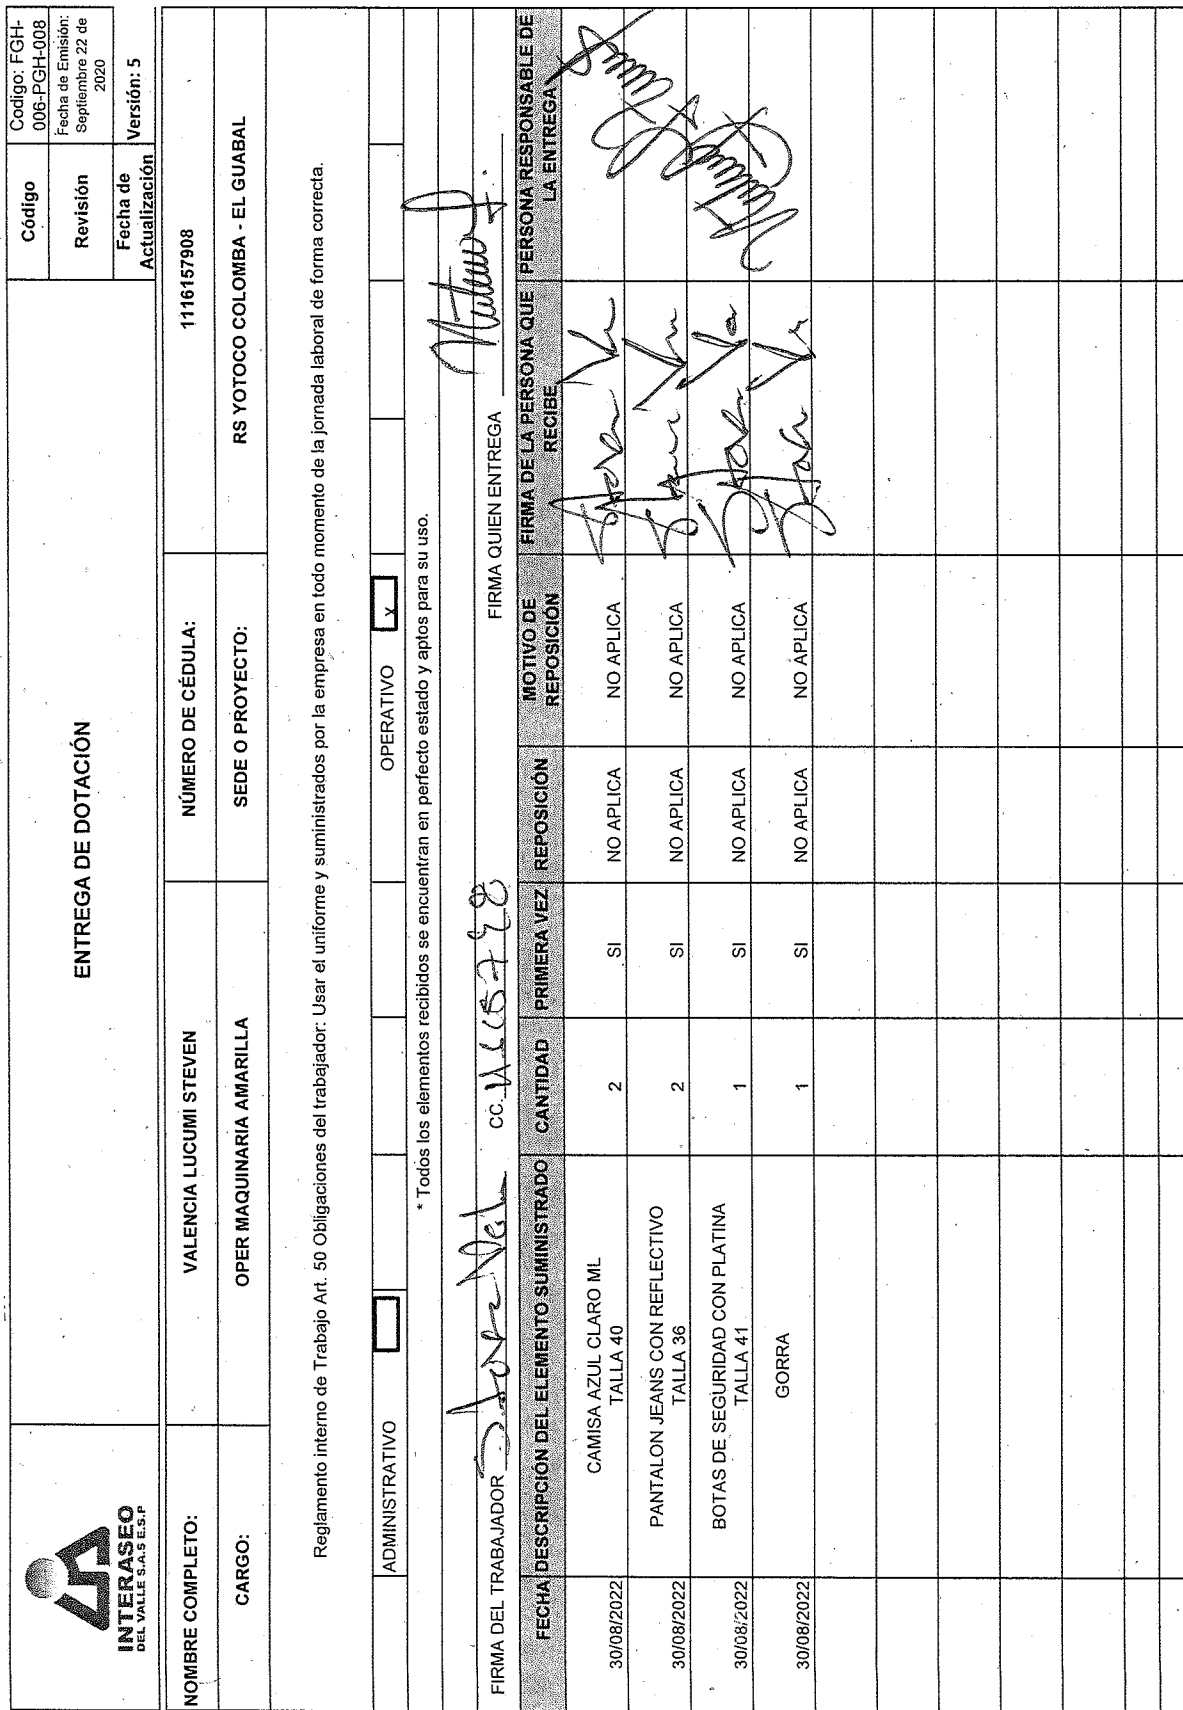 INTERASEO
DEL VALLE S.A.S E.S.P
ENTREGA DE DOTACIÓN
Código
Codigo: FGH-
006-PGH-008
Revisión
Fecha de Emisión:
Septiembre 22 de
2020
Fecha de
Actualización
Versión: 5
NOMBRE COMPLETO: VALENCIA LUCUMI STEVEN NÚMERO DE CÉDULA: 1116157908
CARGO: OPER MAQUINARIA AMARILLA SEDE O PROYECTO: RS YOTOCO COLOMBA - EL GUABAL
Reglamento interno de Trabajo Art. 50 Obligaciones del trabajador: Usar el uniforme y suministrados por la empresa en todo momento de la jornada laboral de forma correcta.
ADMINISTRATIVO OPERATIVO x
* Todos los elementos recibidos se encuentran en perfecto estado y aptos para su uso.
FIRMA DEL TRABAJADOR CC. FIRMA QUIEN ENTREGA
FECHA DESCRIPCIÓN DEL ELEMENTO SUMINISTRADO CANTIDAD PRIMERA VEZ REPOSICIÓN MOTIVO DE REPOSICIÓN FIRMA DE LA PERSONA QUE RECIBE PERSONA RESPONSABLE DE LA ENTREGA
30/08/2022 CAMISA AZUL CLARO ML TALLA 40 2 SI NO APLICA NO APLICA
30/08/2022 PANTALON JEANS CON REFLECTIVO TALLA 36 2 SI NO APLICA NO APLICA
30/08/2022 BOTAS DE SEGURIDAD CON PLATINA TALLA 41 1 SI NO APLICA NO APLICA
30/08/2022 GORRA 1 SI NO APLICA NO APLICA